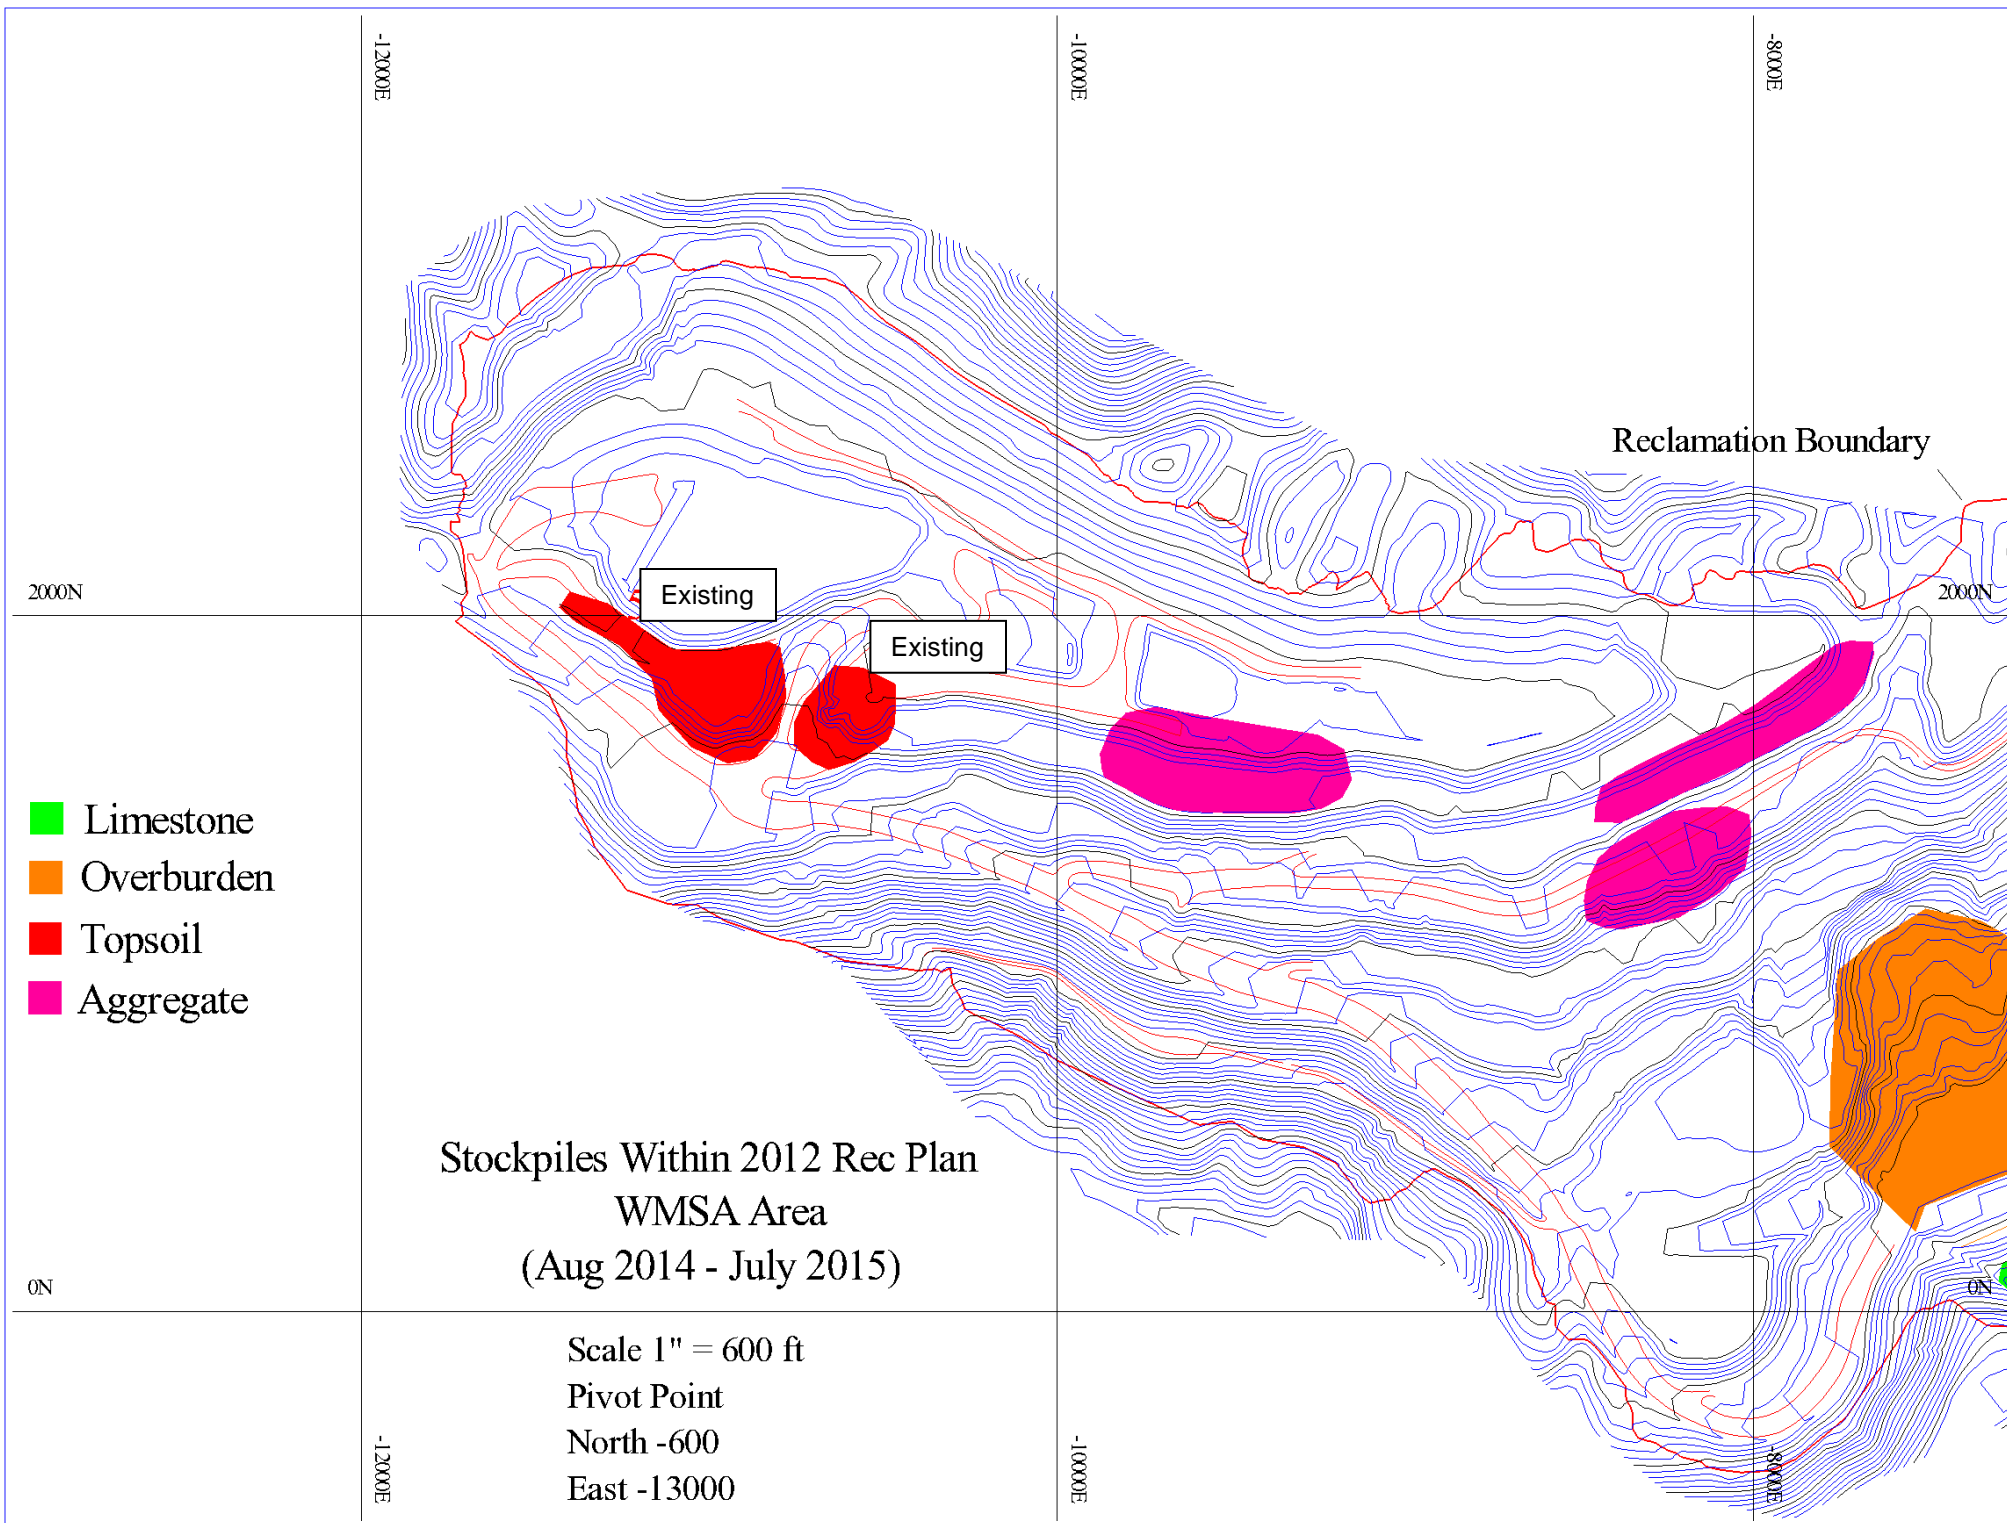 -12000E
-10000E
-8000E
Reclamation Boundary
2000N
2000N
Existing
Existing
Limestone
Overburden
Topsoil
Aggregate
Stockpiles Within 2012 Rec Plan
WMSA Area
(Aug 2014 - July 2015)
0N
0N
Scale 1" = 600 ft
Pivot Point
North -600
East -13000
-12000E
-10000E
-8000E